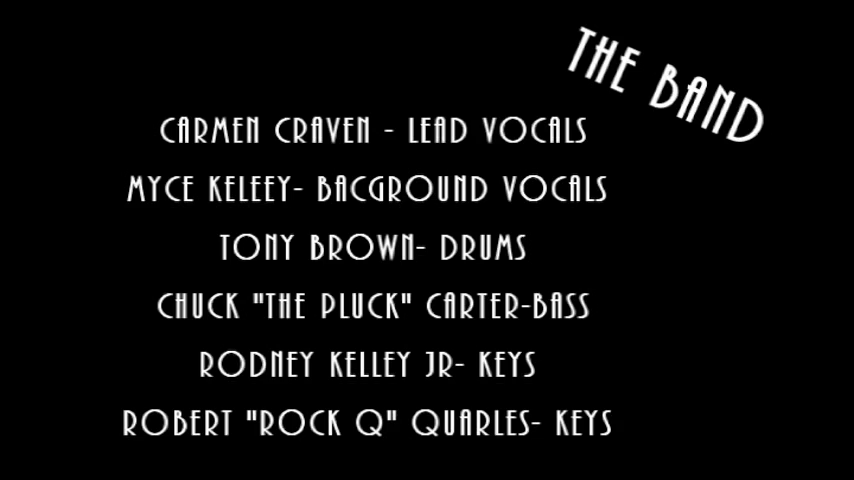 THE BAND
CARMEN CRAVEN - LEAD VOCALS
MYCE KELEEY- BACGROUND VOCALS
TONY BROWN- DRUMS
CHUCK "THE PLUCK" CARTER-BASS
RODNEY KELLEY JR- KEYS
ROBERT "ROCK Q" QUARLES- KEYS